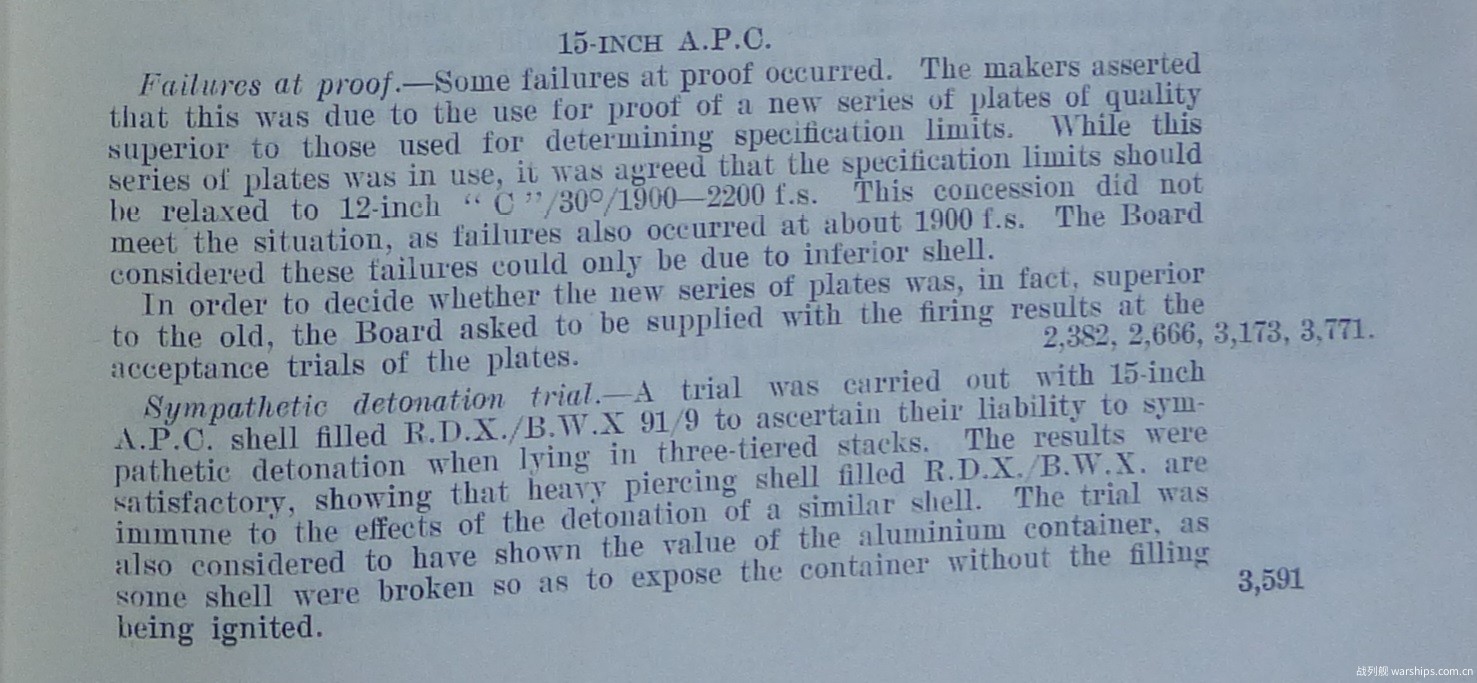 15-INCH A.P.C.
Failures at proof.—Some failures at proof occurred. The makers asserted
that this was due to the use for proof of a new series of plates of quality
superior to those used for determining specification limits. While this
series of plates was in use, it was agreed that the specification limits should
be relaxed to 12-inch “ C ”/30°/1900—2200 f.s. This concession did not
meet the situation, as failures also occurred at about 1900 f.s. The Board
considered these failures could only be due to inferior shell.
In order to decide whether the new series of plates was, in fact, superior
to the old, the Board asked to be supplied with the firing results at the
acceptance trials of the plates.
2,382, 2,666, 3,173, 3,771.
Sympathetic detonation trial.—A trial was carried out with 15-inch
A.P.C. shell filled R.D.X./B.W.X 91/9 to ascertain their liability to sym-
pathetic detonation when lying in three-tiered stacks. The results were
satisfactory, showing that heavy piercing shell filled R.D.X./B.W.X. are
immune to the effects of the detonation of a similar shell. The trial was
also considered to have shown the value of the aluminium container, as
some shell were broken so as to expose the container without the filling
being ignited.
3,591
战列舰 warships.com.cn